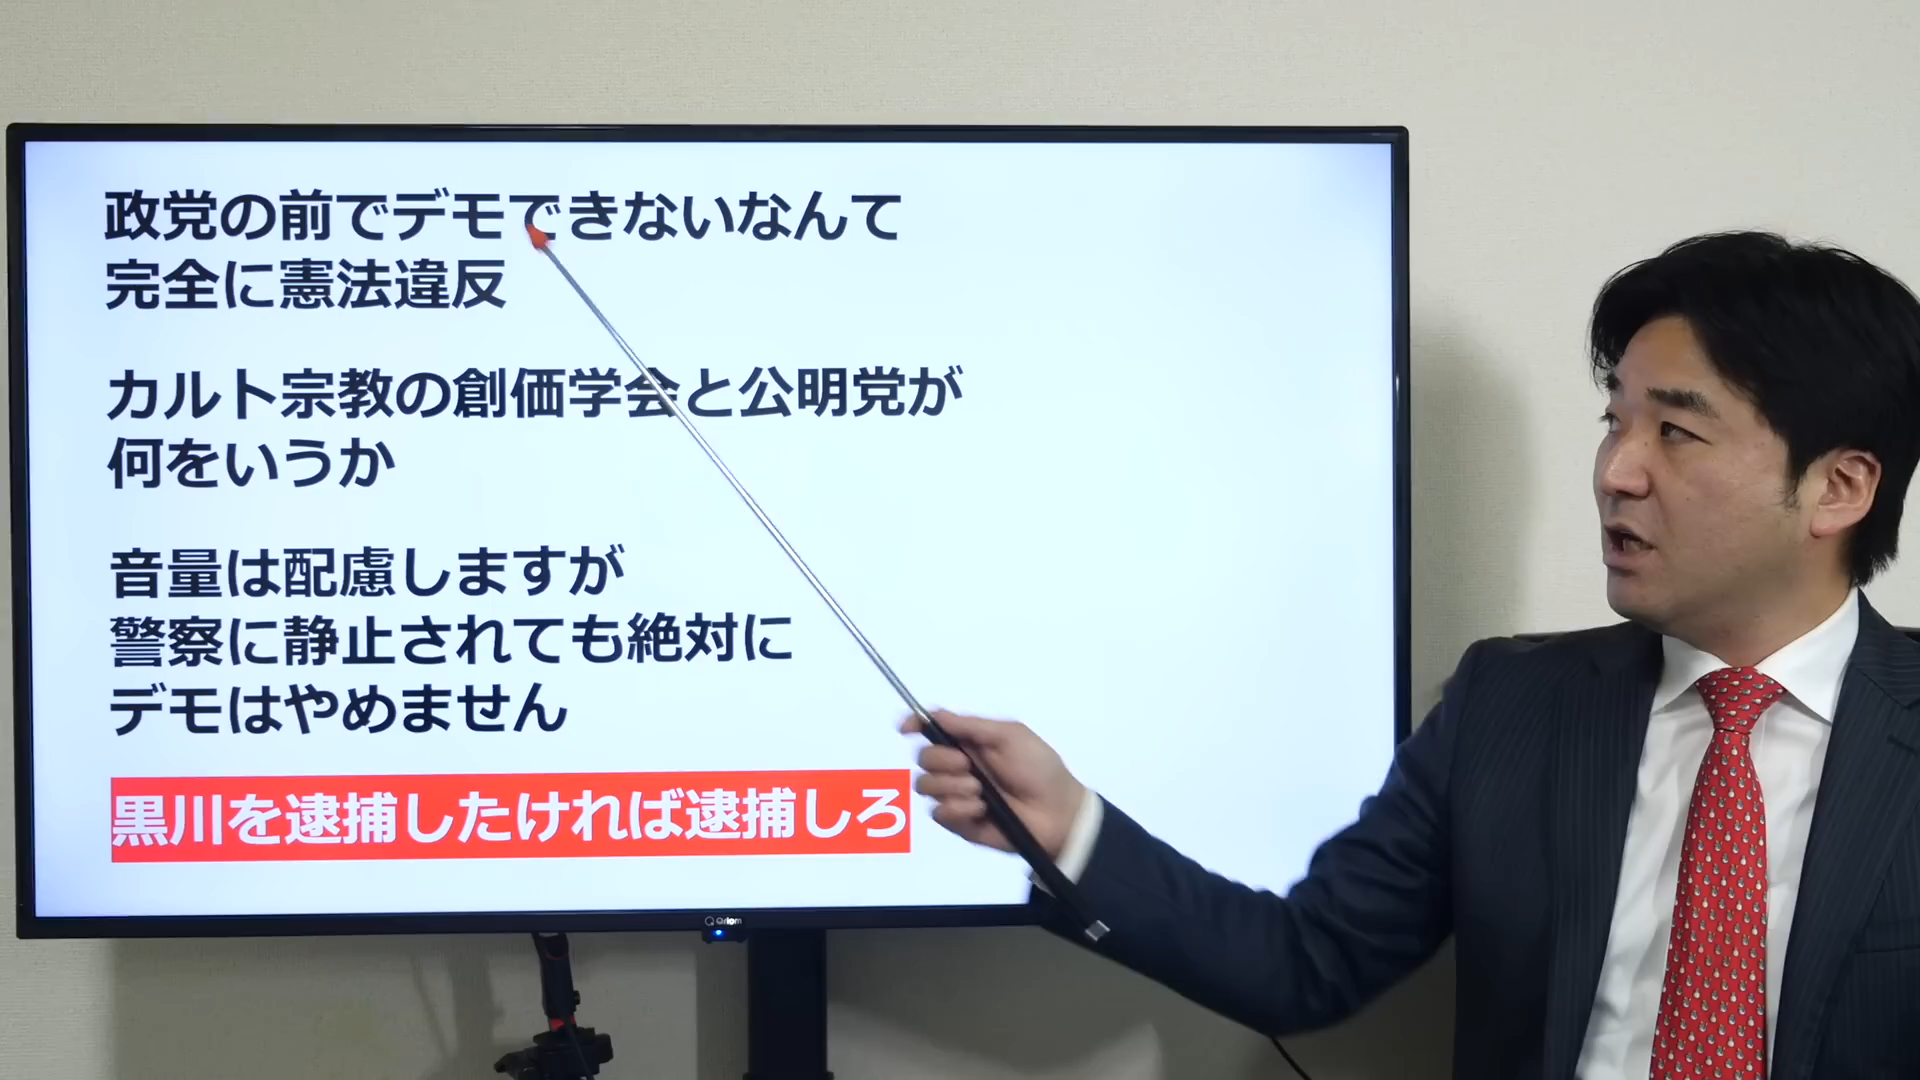 政党の前でデモできないなんて
完全に憲法違反
カルト宗教の創価学会と公明党が
何をいうか
音量は配慮しますが
警察に静止されても絶対に
デモはやめません
黒川を逮捕したければ逮捕しろ
Qriom